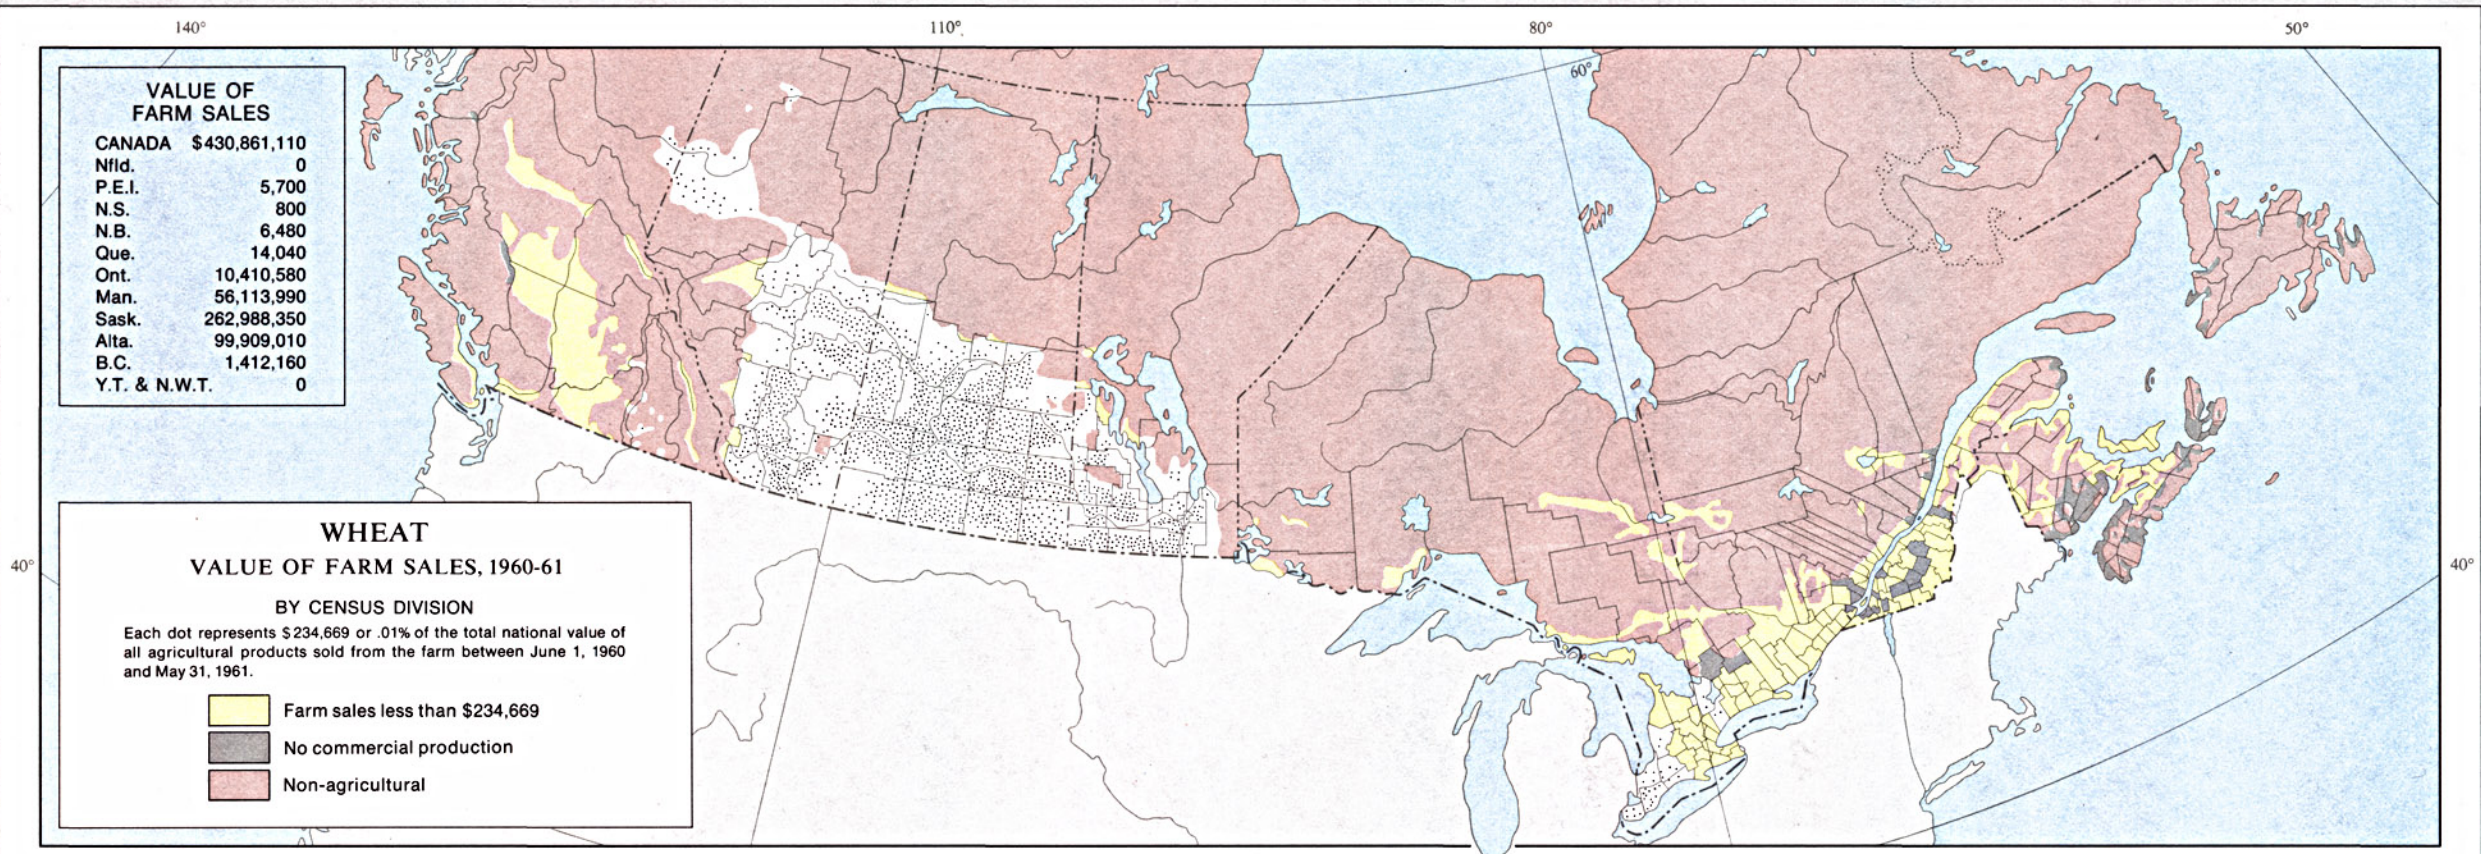 140°
110°
80°
50°
60°
VALUE OF
FARM SALES
CANADA $430,861,110
Nfld. 0
P.E.I. 5,700
N.S. 800
N.B. 6,480
Que. 14,040
Ont. 10,410,580
Man. 56,113,990
Sask. 262,988,350
Alta. 99,909,010
B.C. 1,412,160
Y.T. & N.W.T. 0
WHEAT
VALUE OF FARM SALES, 1960-61
BY CENSUS DIVISION
Each dot represents $234,669 or .01% of the total national value of
all agricultural products sold from the farm between June 1, 1960
and May 31, 1961.
Farm sales less than $234,669
No commercial production
Non-agricultural
40°
40°